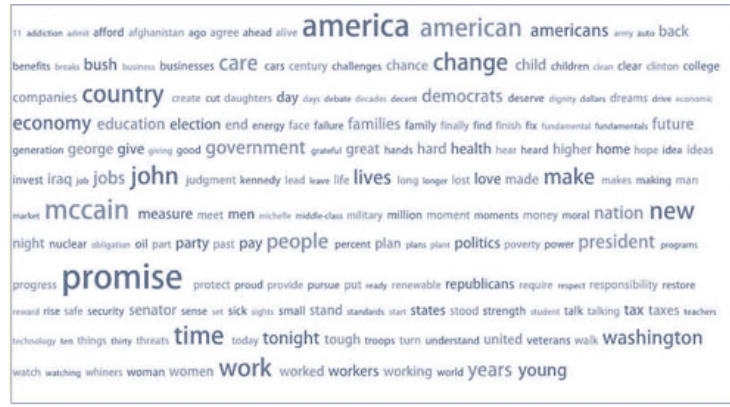 11 addiction admit afford afghanistan ago agree ahead alive america american americans army auto back
benefits breaks bush business businesses care cars century challenges chance change child children clean clear clinton college
companies country create cut daughters day days debate decades decent democrats deserve dignity dollars dreams drive economic
economy education election end energy face failure families family finally find finish fix fundamental fundamentals future
generation george give giving good government grateful great hands hard health hear heard higher home hope idea ideas
invest iraq job jobs john judgment kennedy lead leave life lives long longer lost love made make makes making man
market mccain measure meet men michelle middle-class military million moment moments money moral nation new
night nuclear obligation oil part party past pay people percent plan plans plant politics poverty power president programs
progress promise protect proud provide pursue put ready renewable republicans require respect responsibility restore
reward rise safe security senator sense set sick sights small stand standards start states stood strength student talk talking tax taxes teachers
technology ten things thirty threats time today tonight tough troops turn understand united veterans walk washington
watch watching whiners woman women work worked workers working world years young